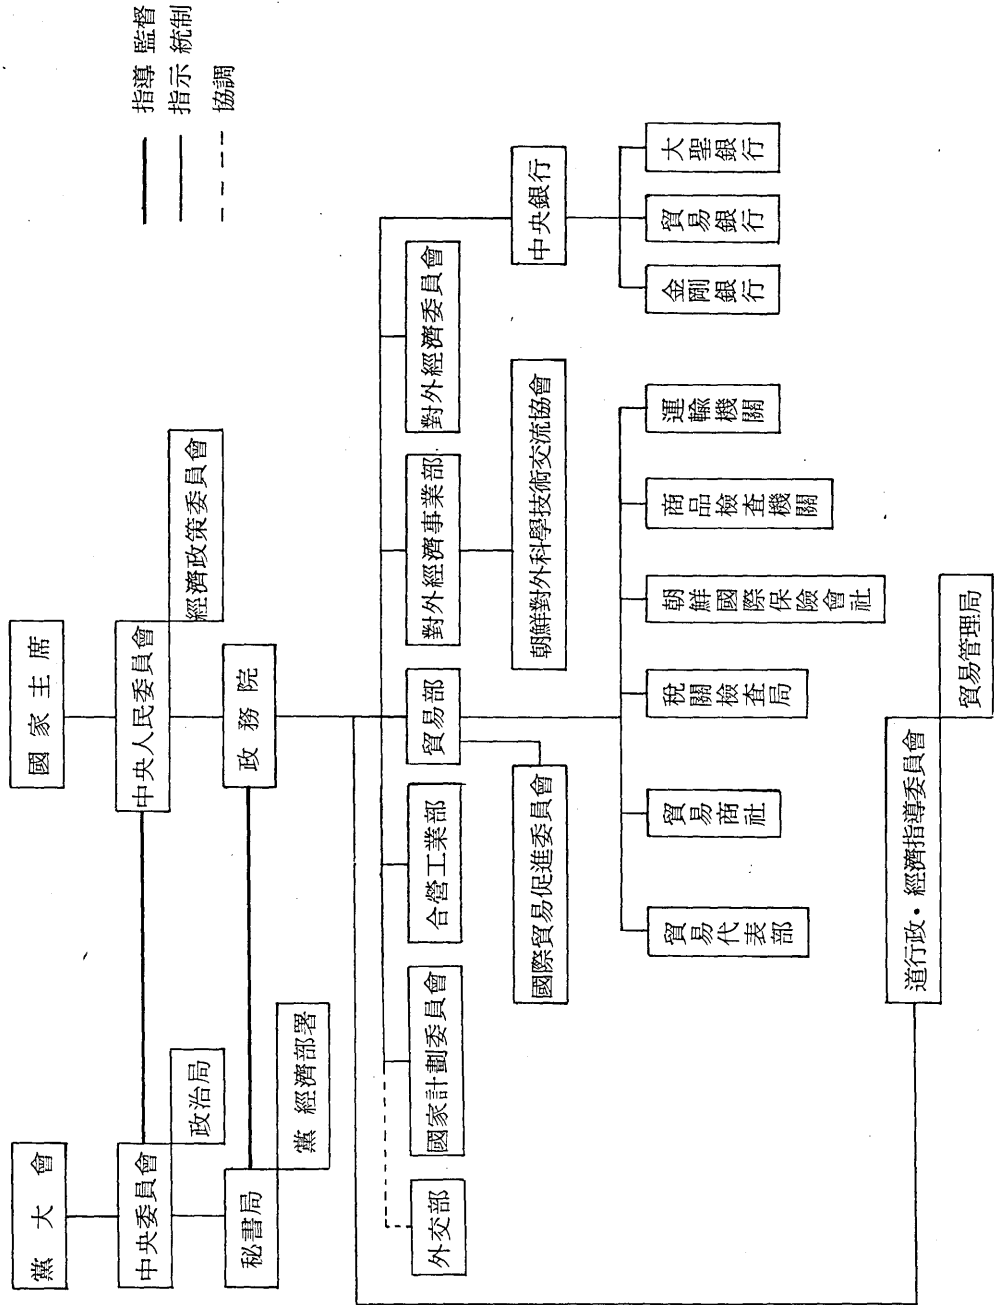 黨大會
國家主席
指導 監督
指示 統制
協調
中央委員會
政治局
中央人民委員會
經濟政策委員會
秘書局
黨 經濟部署
政務院
外交部
國家計劃委員會
合營工業部
貿易部
對外經濟事業部
對外經濟委員會
國際貿易促進委員會
朝鮮對外科學技術交流協會
中央銀行
貿易代表部
貿易商社
稅關檢査局
朝鮮國際保險會社
商品檢査機關
運輸機關
金剛銀行
貿易銀行
大聖銀行
道行政・經濟指導委員會
貿易管理局